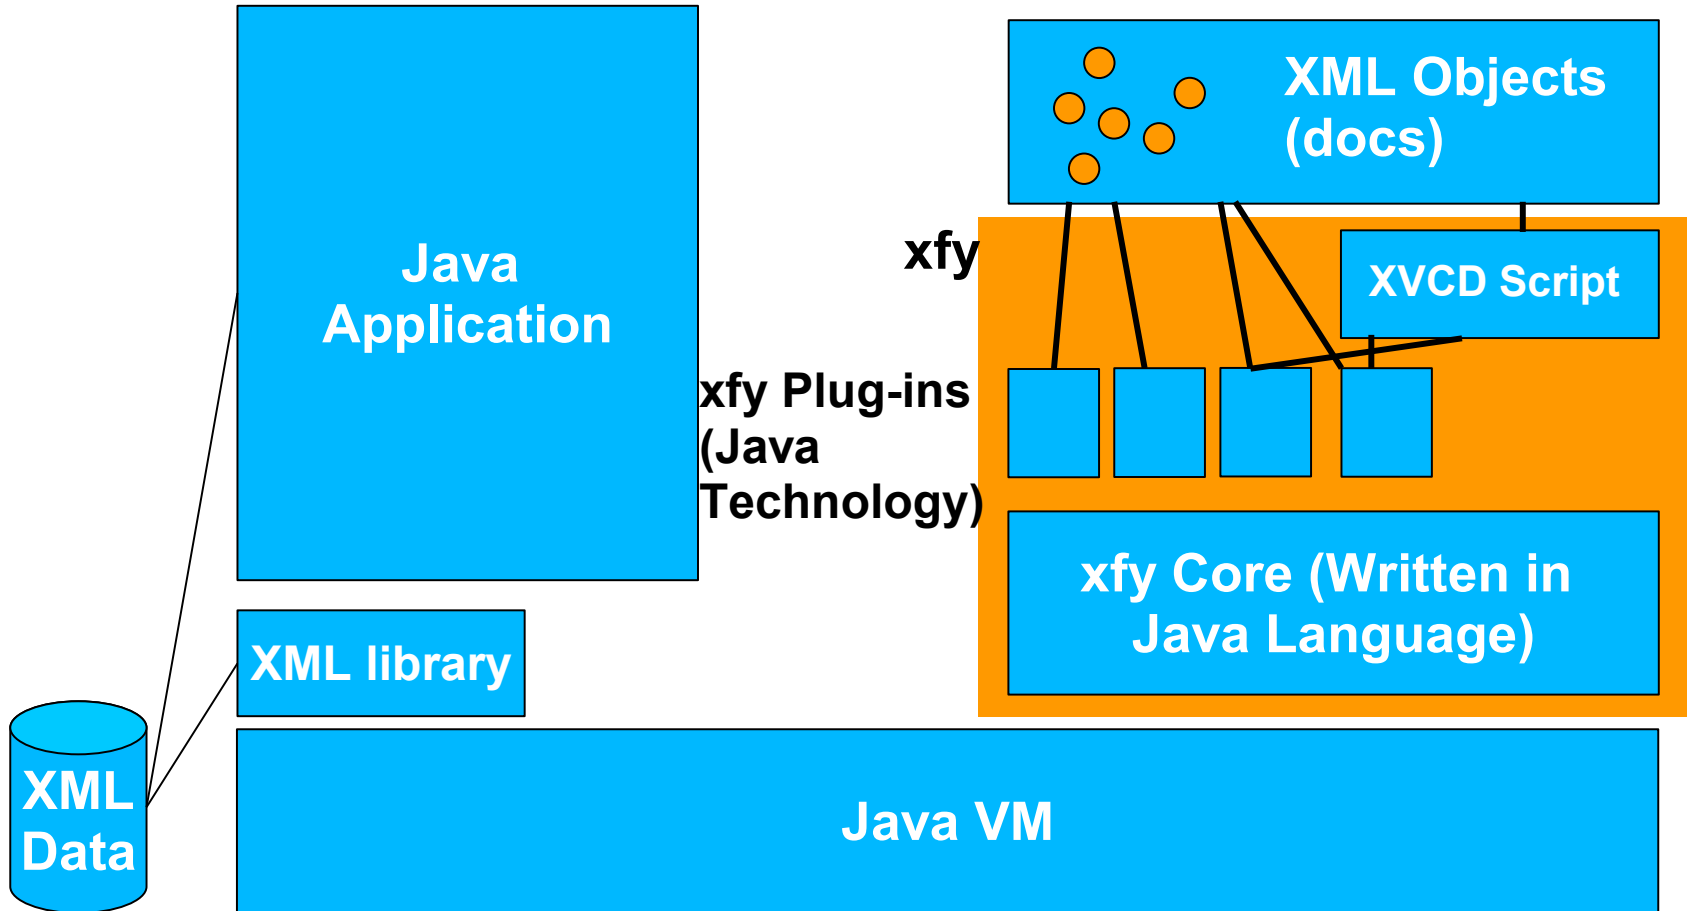 Java
Application
XML library
XML
Data
Java VM
XML Objects
(docs)
xfy
XVCD Script
xfy Plug-ins
(Java
Technology)
xfy Core (Written in
Java Language)